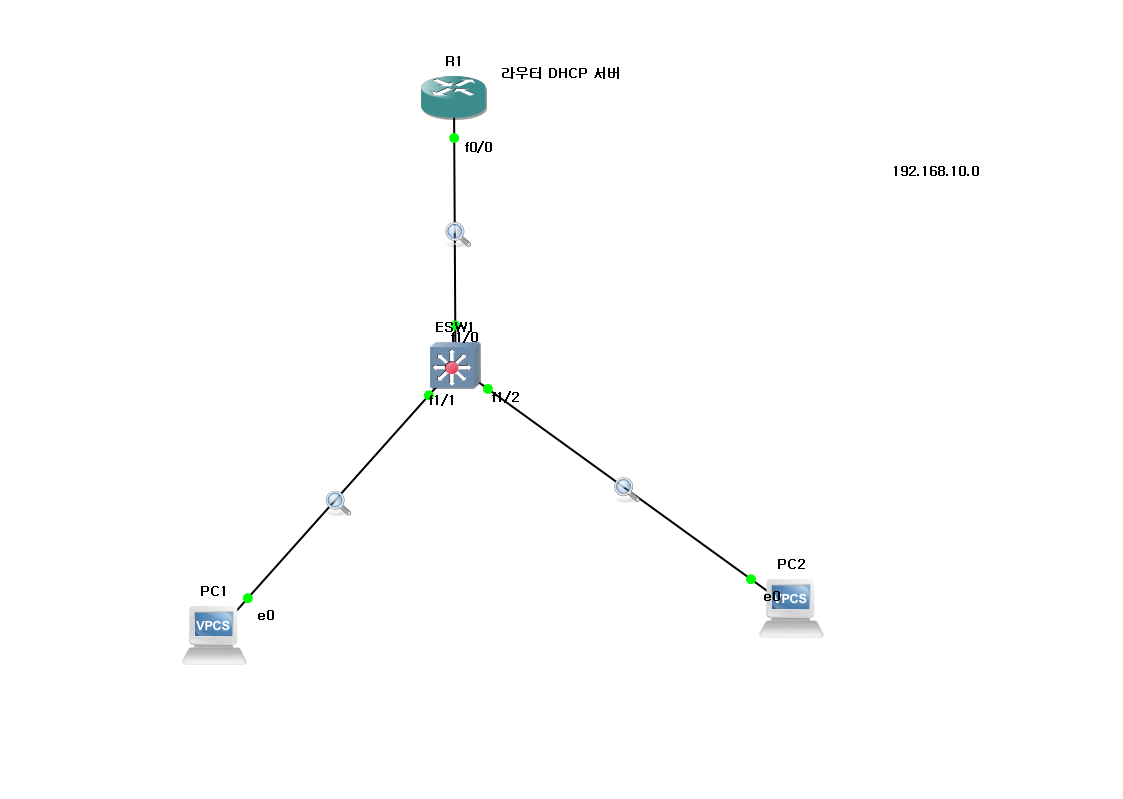 R1
라우터 DHCP 서버
f0/0
192.168.10.0
ESW1
f1/0
f1/1
f1/2
PC2
e0
VPCS
PC1
e0
VPCS